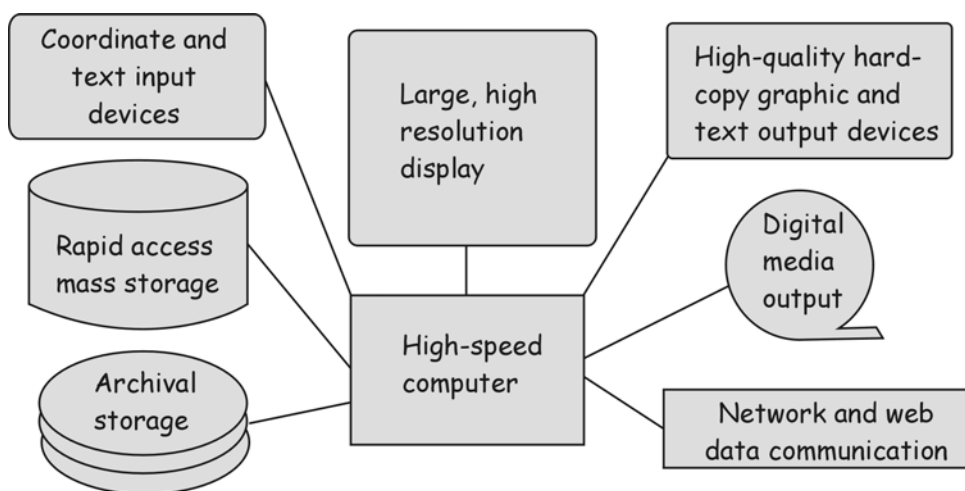 Coordinate and
text input
devices
Large, high
resolution
display
High-quality hard-
copy graphic and
text output devices
Rapid access
mass storage
Digital
media
output
High-speed
computer
Archival
storage
Network and web
data communication